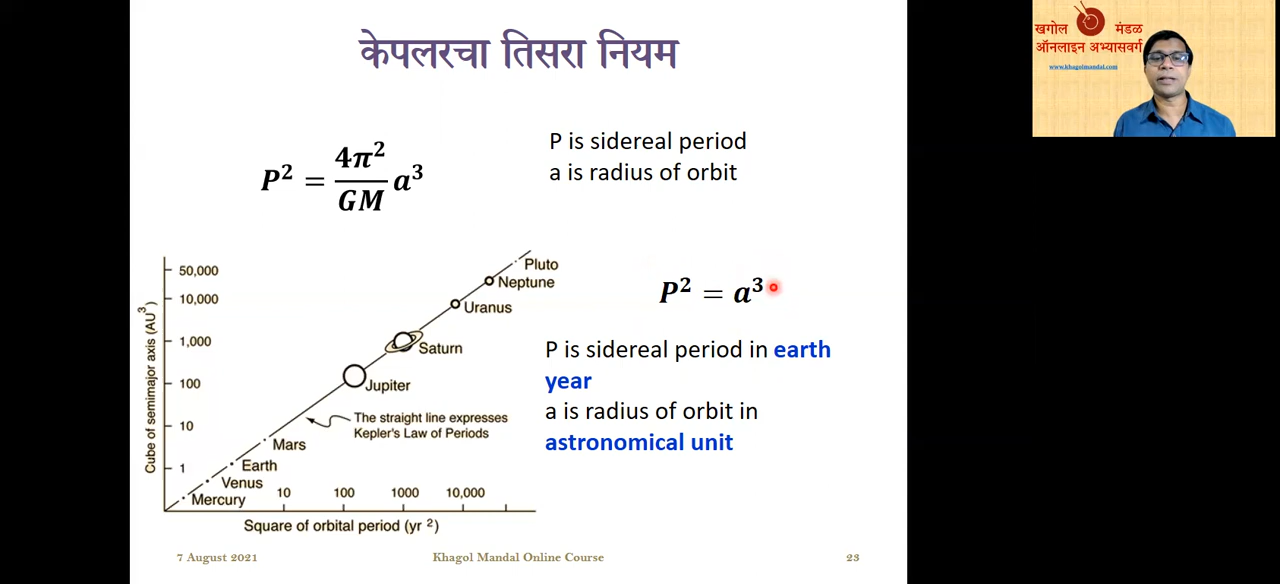 केपलरचा तिसरा नियम
P² = 4π²/GM a³
P is sidereal period
a is radius of orbit
P² = a³
P is sidereal period in earth
year
a is radius of orbit in
astronomical unit
Cube of semimajor axis (AU³)
50,000
10,000
1,000
100
10
1
Pluto
Neptune
Uranus
Saturn
Jupiter
The straight line expresses
Kepler's Law of Periods
Mars
Earth
Venus
Mercury
10 100 1000 10,000
Square of orbital period (yr ²)
7 August 2021 Khagol Mandal Online Course 23
खगोल मंडळ
ऑनलाइन अभ्यासवर्ग
www.khagolmandal.com